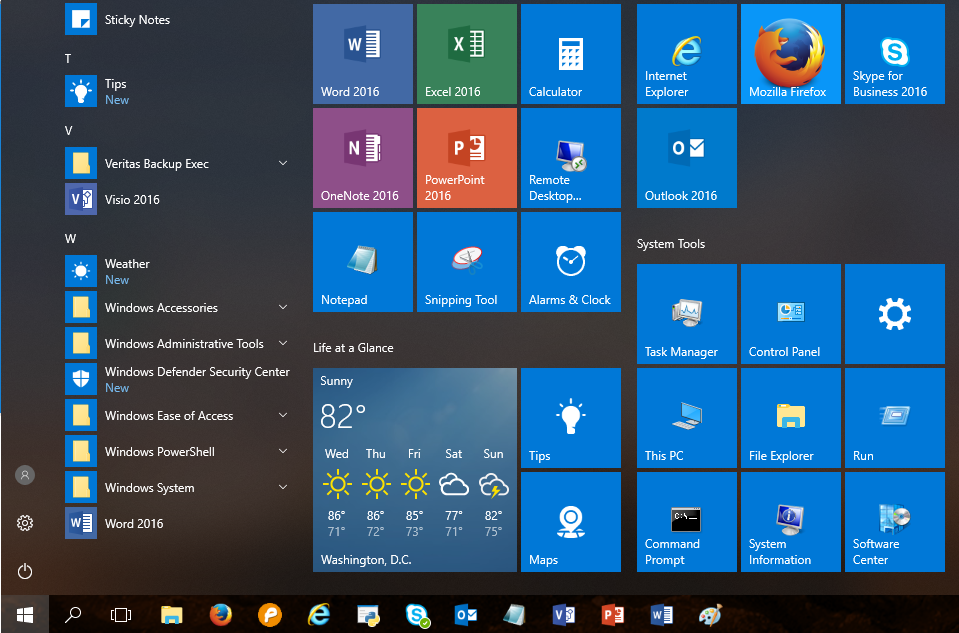 Sticky Notes
T
Tips
New
V
Veritas Backup Exec
Visio 2016
W
Weather
New
Windows Accessories
Windows Administrative Tools
Windows Defender Security Center
New
Windows Ease of Access
Windows PowerShell
Windows System
Word 2016
Word 2016
Excel 2016
Calculator
OneNote 2016
PowerPoint
2016
Remote
Desktop...
Notepad
Snipping Tool
Alarms & Clock
Life at a Glance
Sunny
82°
Wed Thu Fri Sat Sun
86° 86° 85° 77° 82°
71° 72° 73° 71° 75°
Washington, D.C.
Tips
Maps
Internet
Explorer
Mozilla Firefox
Skype for
Business 2016
Outlook 2016
System Tools
Task Manager
Control Panel
This PC
File Explorer
Run
C:\_
Command
Prompt
System
Information
Software
Center